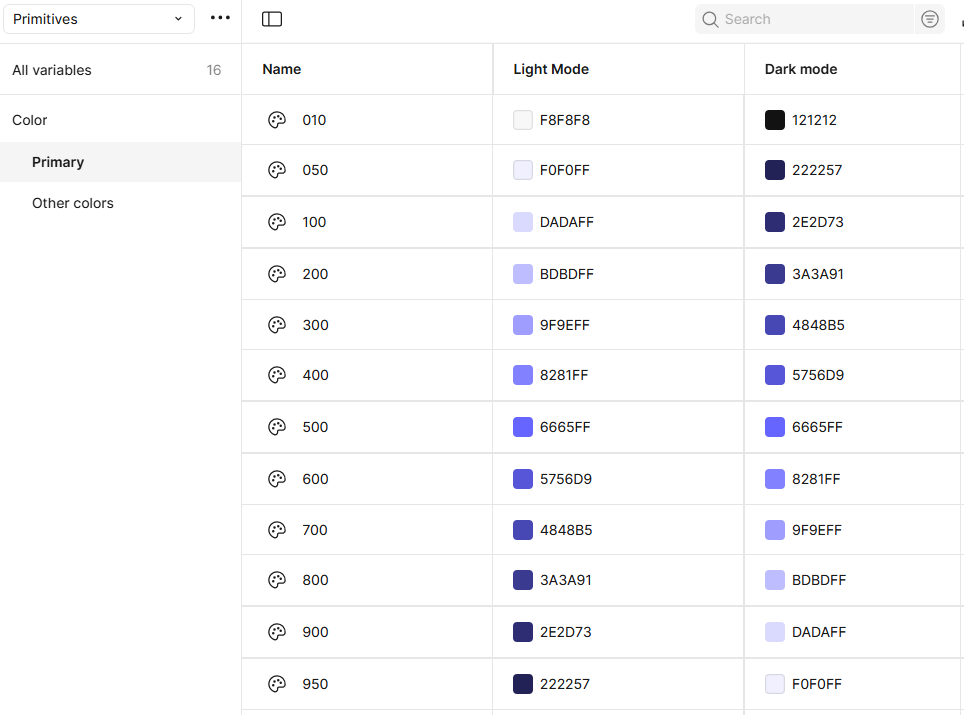 Primitives
Search
All variables 16
Name Light Mode Dark mode
Color
Primary
Other colors
010 F8F8F8 121212
050 F0F0FF 222257
100 DADAFF 2E2D73
200 BDBDFF 3A3A91
300 9F9EFF 4848B5
400 8281FF 5756D9
500 6665FF 6665FF
600 5756D9 8281FF
700 4848B5 9F9EFF
800 3A3A91 BDBDFF
900 2E2D73 DADAFF
950 222257 F0F0FF